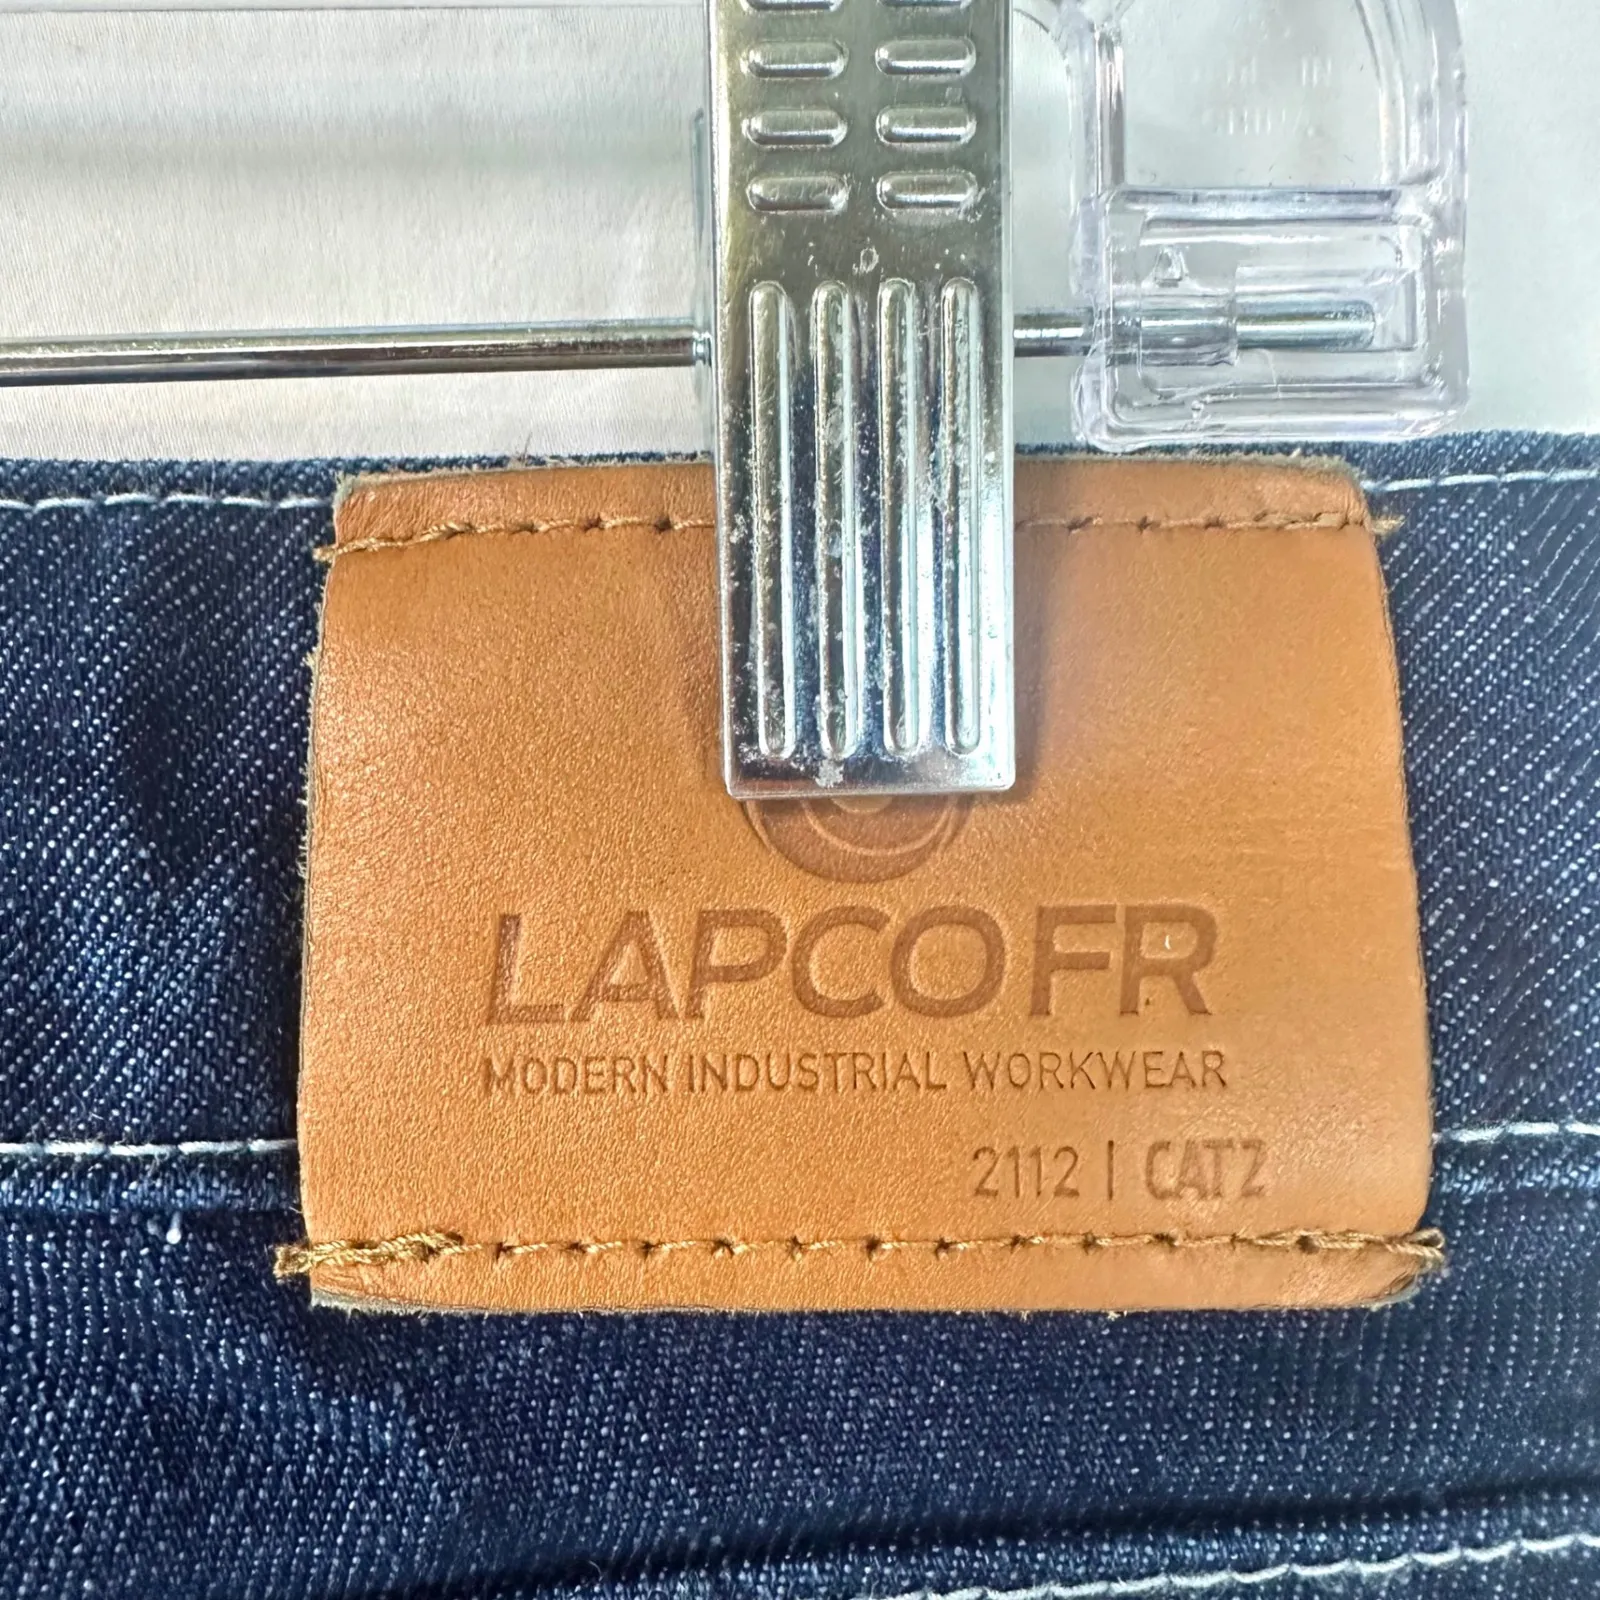 LAPCO FR
MODERN INDUSTRIAL WORKWEAR
2112 | CAT2